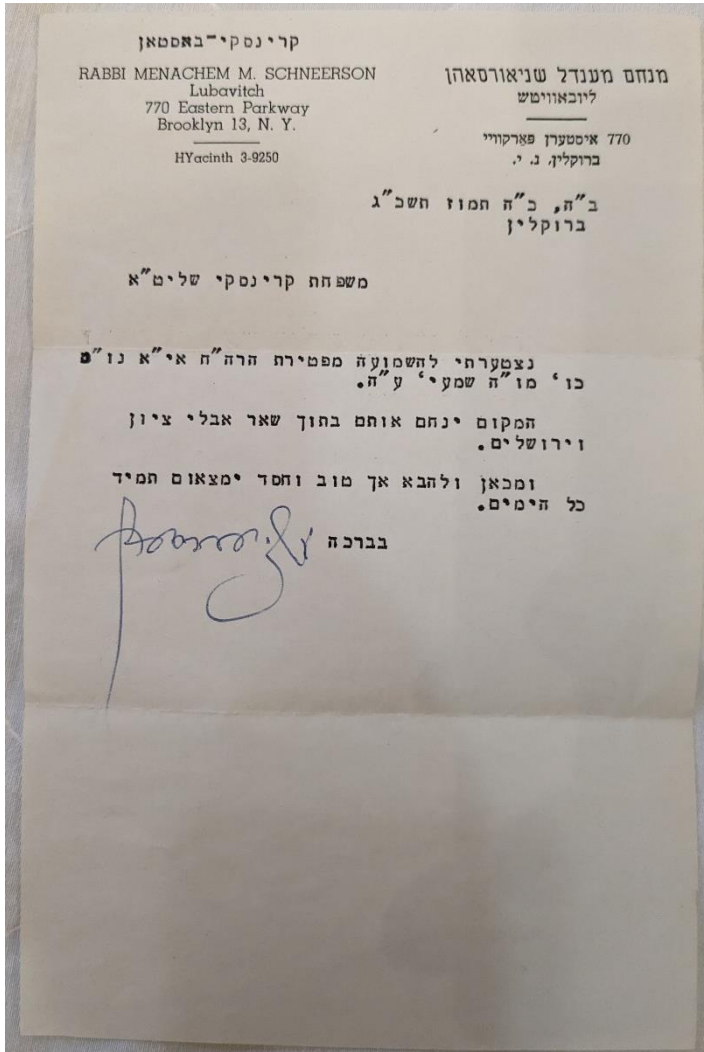 קרינסקי-באסטאן
RABBI MENACHEM M. SCHNEERSON
Lubavitch
770 Eastern Parkway
Brooklyn 13, N. Y.
HYacinth 3-9250
מנחם מענדל שניאורסאהן
ליובאוויטש
770 איסטערן פּאַרקוויי
ברוקלין, נ. י.
ב"ה, כ"ה תמוז תשכ"ג
ברוקלין
משפחת קרינסקי שליט"א
נצטערתי להשמועה מפטירת הרה"ח אי"א נו"מ
כו' מו"ה שמעי' ע"ה.
המקום ינחם אותם בתוך שאר אבלי ציון
וירושלים.
ומכאן ולהבא אך טוב וחסד ימצאום תמיד
כל הימים.
בברכה